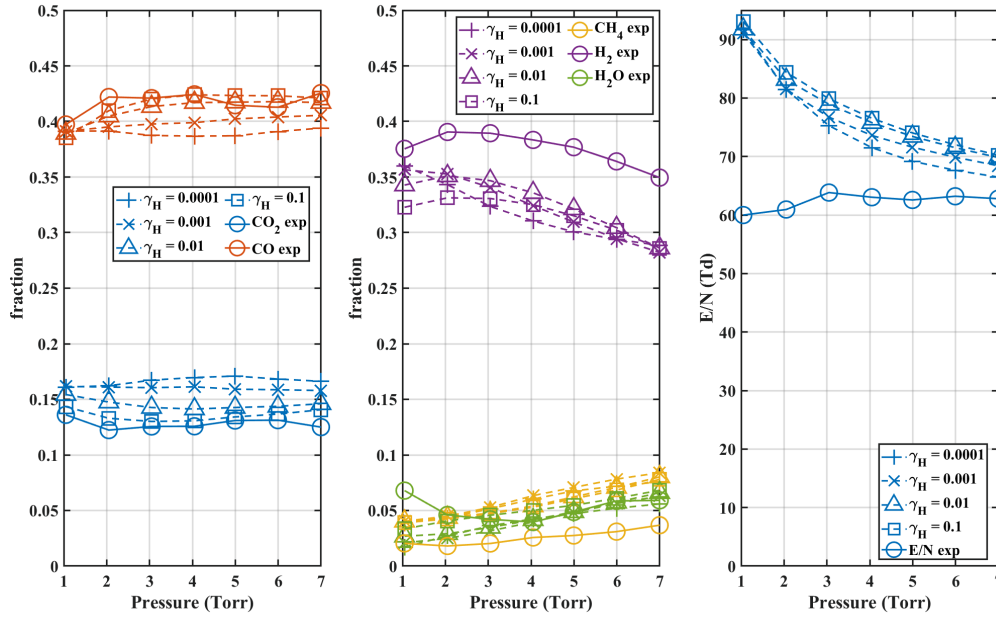 0.5
0.45
0.4
0.35
0.3
0.25
0.2
0.15
0.1
0.05
0
fraction
γH = 0.0001
γH = 0.001
γH = 0.01
γH = 0.1
CO2 exp
CO exp
1 2 3 4 5 6 7
Pressure (Torr)
0.5
0.45
0.4
0.35
0.3
0.25
0.2
0.15
0.1
0.05
0
fraction
γH = 0.0001
γH = 0.001
γH = 0.01
γH = 0.1
CH4 exp
H2 exp
H2O exp
1 2 3 4 5 6 7
Pressure (Torr)
90
80
70
60
50
40
30
20
10
0
E/N (Td)
γH = 0.0001
γH = 0.001
γH = 0.01
γH = 0.1
E/N exp
1 2 3 4 5 6
Pressure (Torr)